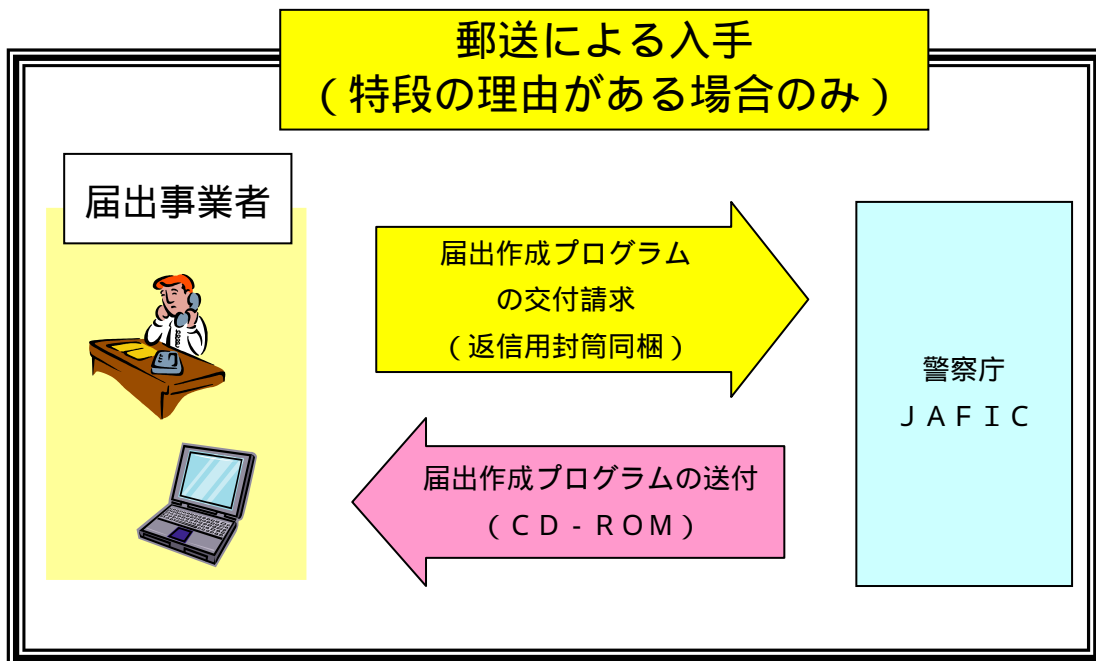 郵送による入手
（特段の理由がある場合のみ）
届出事業者
届出作成プログラム
の交付請求
（返信用封筒同梱）
警察庁
ＪＡＦＩＣ
届出作成プログラムの送付
（ＣＤ‐ＲＯＭ）